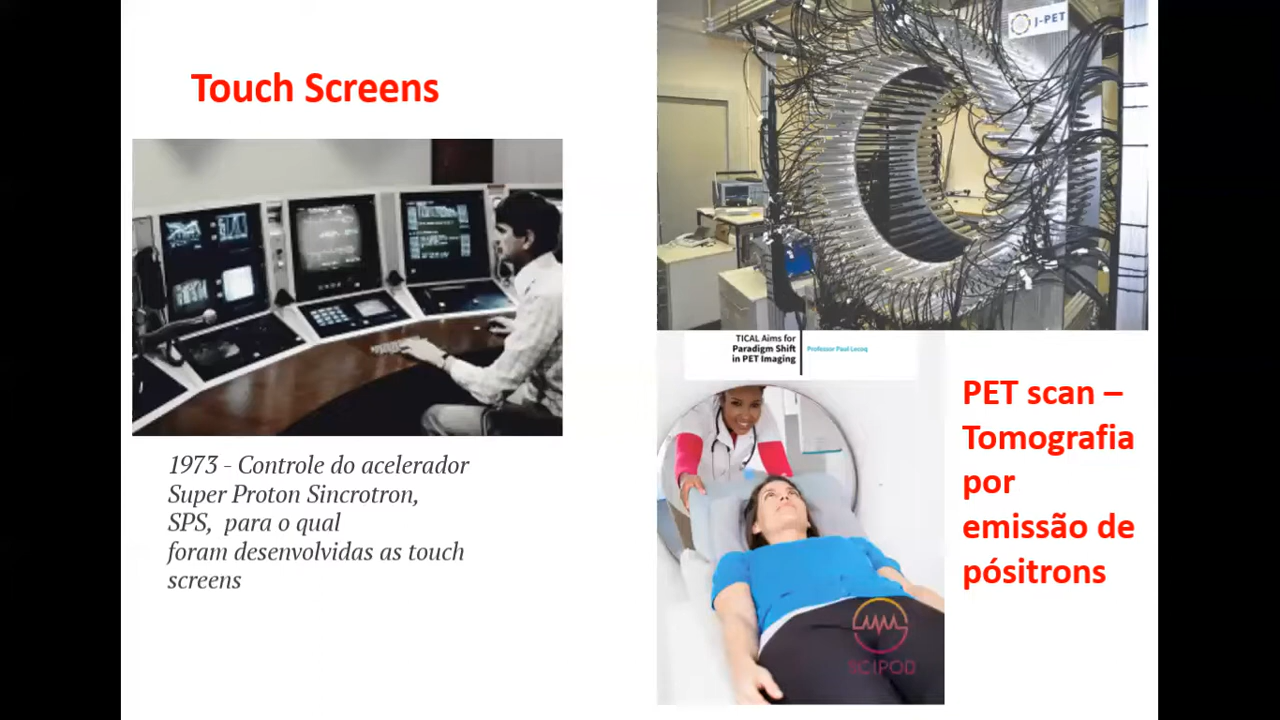 Touch Screens
1973 - Controle do acelerador
Super Proton Sincrotron,
SPS, para o qual
foram desenvolvidas as touch
screens
J-PET
TICAL Aims for
Paradigm Shift
in PET Imaging
Professor Paul Lecoq
SCIPOD
PET scan –
Tomografia
por
emissão de
pósitrons